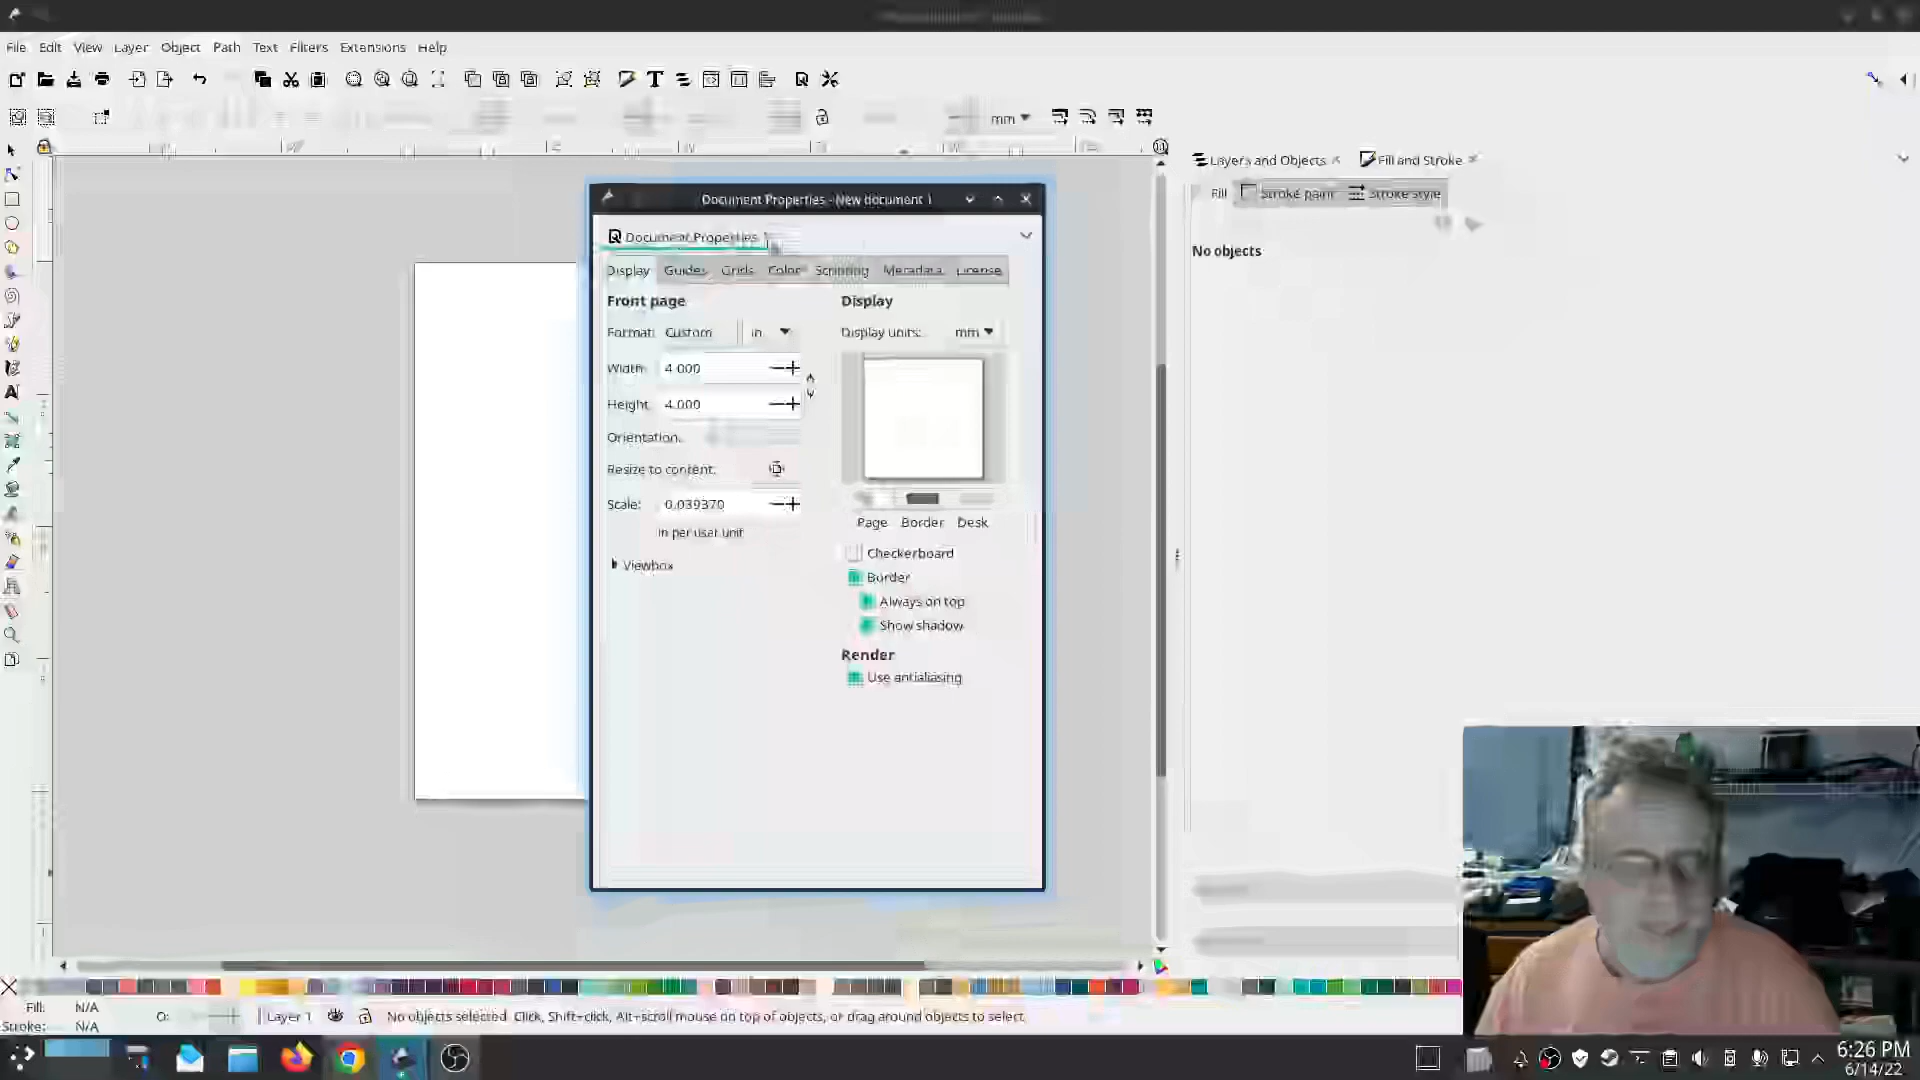 File Edit View Layer Object Path Text Filters Extensions Help
mm
Layers and Objects Fill and Stroke
Fill Stroke paint Stroke style
No objects
Document Properties - New document 1
Document Properties
Display Guides Grids Color Scripting Metadata License
Front page
Format: Custom in
Width: 4.000
Height: 4.000
Orientation:
Resize to content:
Scale: 0.039370
in per user unit
Viewbox
Display
Display units: mm
Page Border Desk
Checkerboard
Border
Always on top
Show shadow
Render
Use antialiasing
Fill: N/A
Stroke: N/A
O:
Layer 1
No objects selected. Click, Shift+click, Alt+scroll mouse on top of objects, or drag around objects to select.
6:26 PM
6/14/22